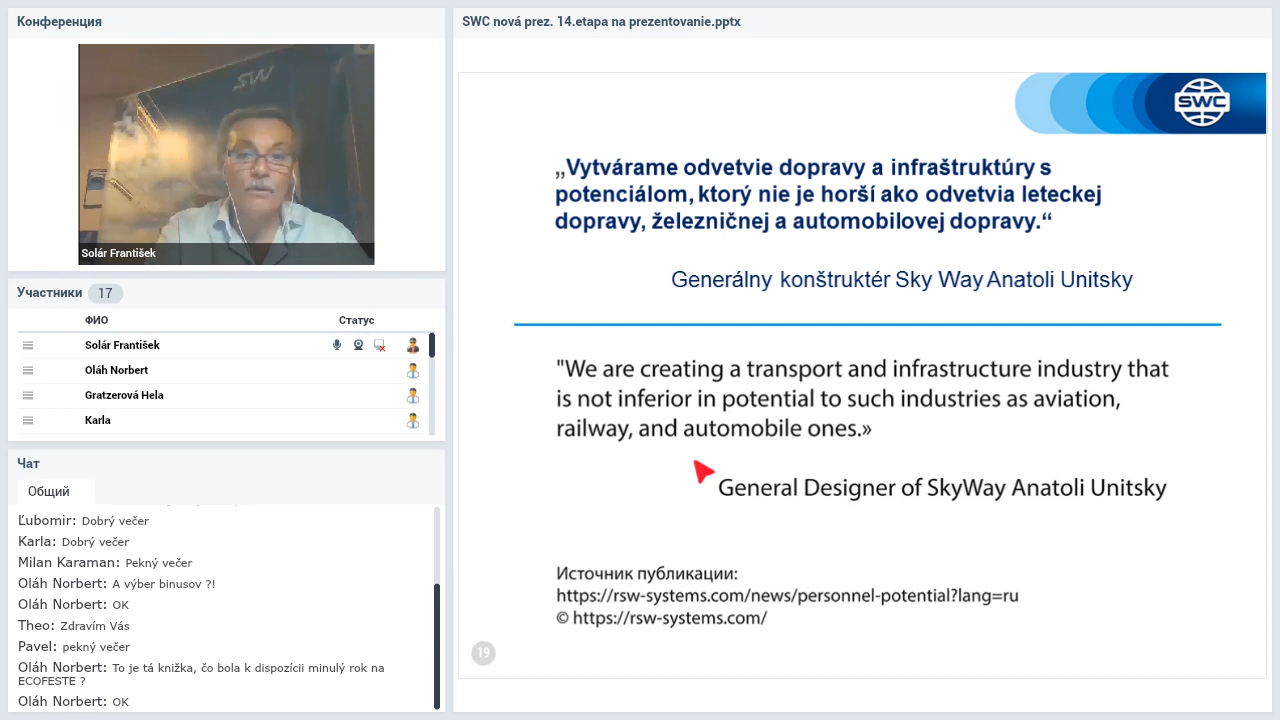 Конференция
SW
Solár František
Участники 17
ФИО Статус
Solár František
Oláh Norbert
Gratzerová Hela
Karla
Чат
Общий
Ľubomir: Dobrý večer
Karla: Dobrý večer
Milan Karaman: Pekný večer
Oláh Norbert: A výber binusov ?!
Oláh Norbert: OK
Theo: Zdravím Vás
Pavel: pekný večer
Oláh Norbert: To je tá knižka, čo bola k dispozícii minulý rok na
ECOFESTE ?
Oláh Norbert: OK
SWC nová prez. 14.etapa na prezentovanie.pptx
SWC
„Vytvárame odvetvie dopravy a infraštruktúry s
potenciálom, ktorý nie je horší ako odvetvia leteckej
dopravy, železničnej a automobilovej dopravy.“
Generálny konštruktér Sky Way Anatoli Unitsky
"We are creating a transport and infrastructure industry that
is not inferior in potential to such industries as aviation,
railway, and automobile ones.»
General Designer of SkyWay Anatoli Unitsky
Источник публикации:
https://rsw-systems.com/news/personnel-potential?lang=ru
© https://rsw-systems.com/
19